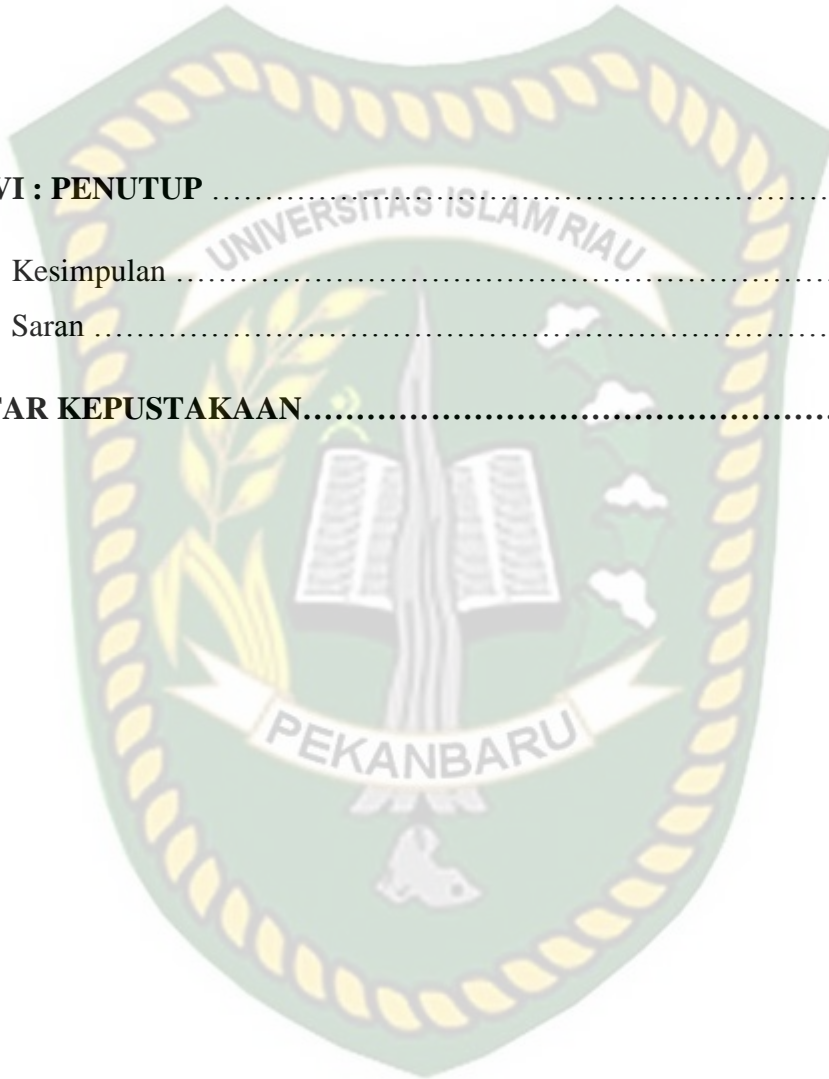 VI : PENUTUP ……………………………………………………
UNIVERSITAS ISLAM RIAU
Kesimpulan ……………………………………………………
Saran ……………………………………………………………
TAR KEPUSTAKAAN……………………………………………
PEKANBARU